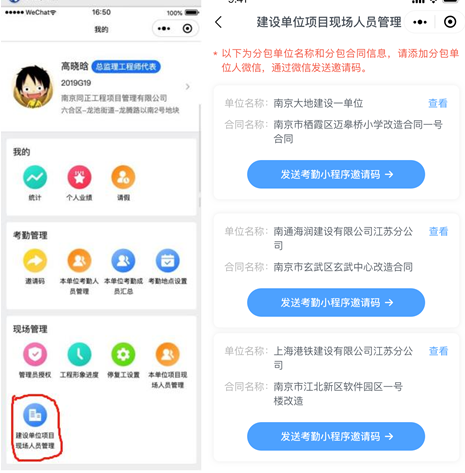 WeChat
16:50
100%
我的
高晓晗
总监理工程师代表
2019G19
南京同正工程项目管理有限公司
六合区-龙池街道-龙腾路以南2号地块
我的
统计
个人业绩
请假
考勤管理
邀请码
本单位考勤人
员管理
本单位考勤成
员汇总
考勤地点设置
现场管理
管理员授权
工程形象进度
停复工设置
本单位项目现
场人员管理
建设单位项目
现场人员管理
建设单位项目现场人员管理
* 以下为分包单位名称和分包合同信息，请添加分包单
位人微信，通过微信发送邀请码。
单位名称： 南京大地建设一单位 查看
合同名称： 南京市栖霞区迈皋桥小学改造合同一号
合同
发送考勤小程序邀请码 →
单位名称： 南通海润建设有限公司江苏分公 查看
司
合同名称： 南京市玄武区玄武中心改造合同
发送考勤小程序邀请码 →
单位名称： 上海港铁建设有限公司江苏分公 查看
司
合同名称： 南京市江北新区软件园区一号
楼改造
发送考勤小程序邀请码 →